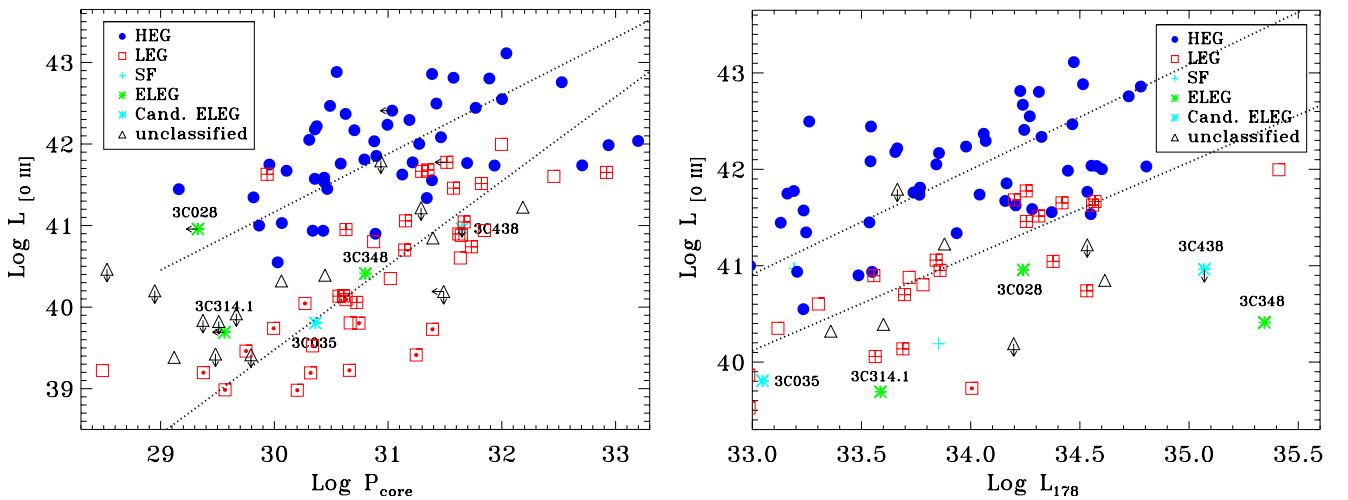 HEG
LEG
SF
ELEG
Cand. ELEG
unclassified
43
42
41
40
39
Log L [O III]
3C028
3C438
3C348
3C314.1
3C035
29
30
31
32
33
Log P_core
HEG
LEG
SF
ELEG
Cand. ELEG
unclassified
43
42
41
40
Log L [O III]
3C438
3C028
3C348
3C035
3C314.1
33.0
33.5
34.0
34.5
35.0
35.5
Log L_178